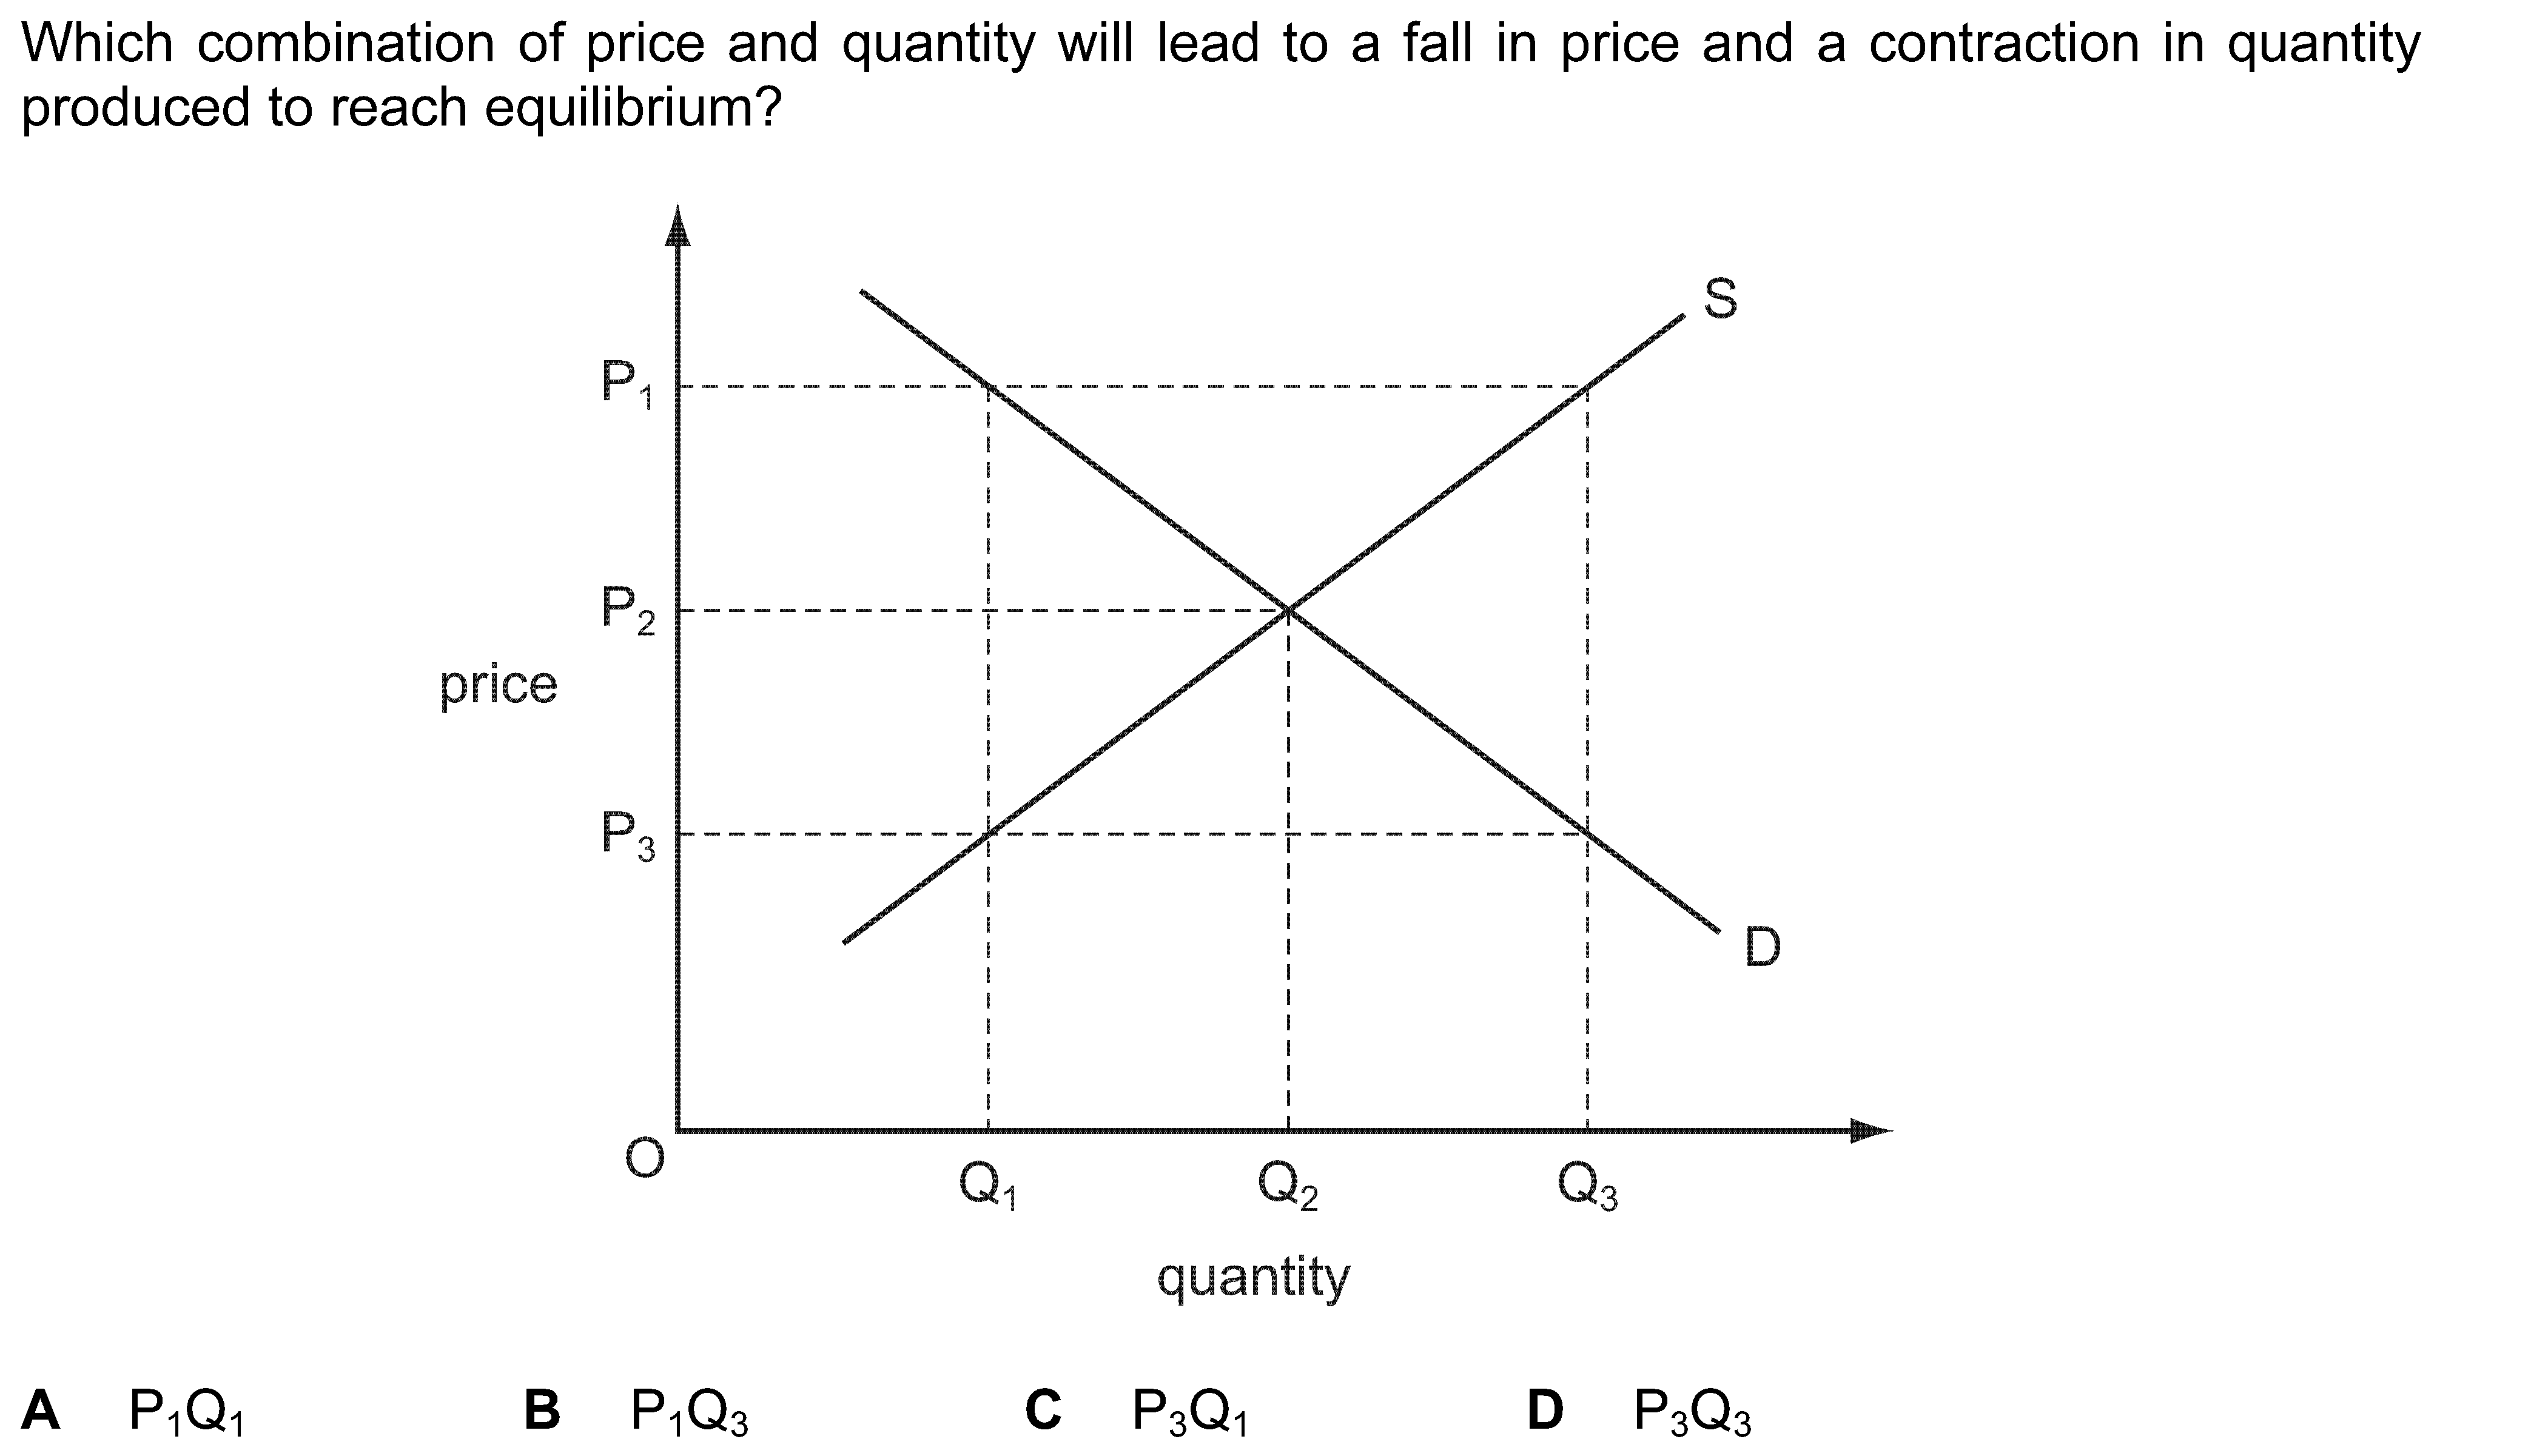 Which combination of price and quantity will lead to a fall in price and a contraction in quantity
produced to reach equilibrium?
S
P₁
P₂
price
P₃
D
O
Q₁ Q₂ Q₃
quantity
A P₁Q₁ B P₁Q₃ C P₃Q₁ D P₃Q₃